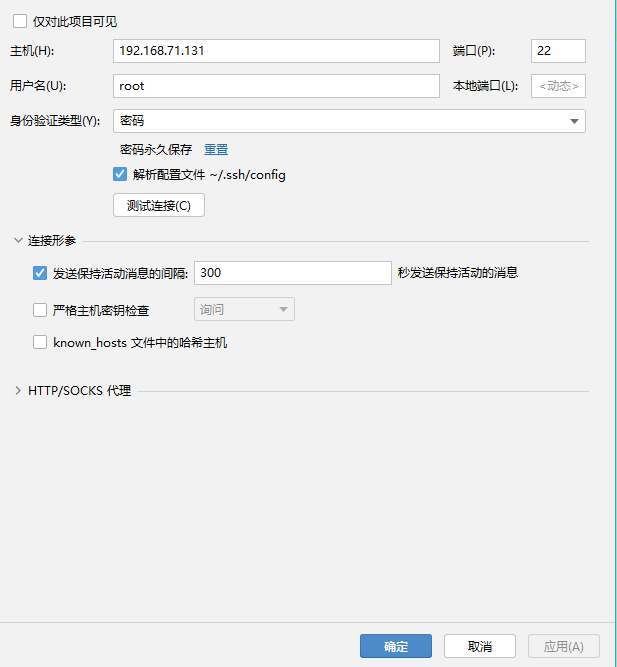 仅对此项目可见
主机(H): 192.168.71.131 端口(P): 22
用户名(U): root 本地端口(L): <动态>
身份验证类型(Y): 密码
密码永久保存 重置
解析配置文件 ~/.ssh/config
测试连接(C)
连接形参
发送保持活动消息的间隔: 300 秒发送保持活动的消息
严格主机密钥检查 询问
known_hosts 文件中的哈希主机
HTTP/SOCKS 代理
确定 取消 应用(A)